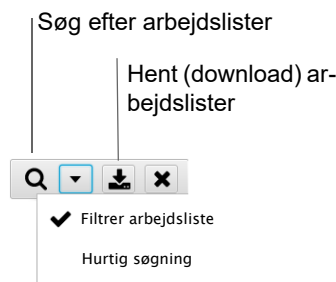 Søg efter arbejdslister
Hent (download) ar-
bejdslister
Filtrer arbejdsliste
Hurtig søgning